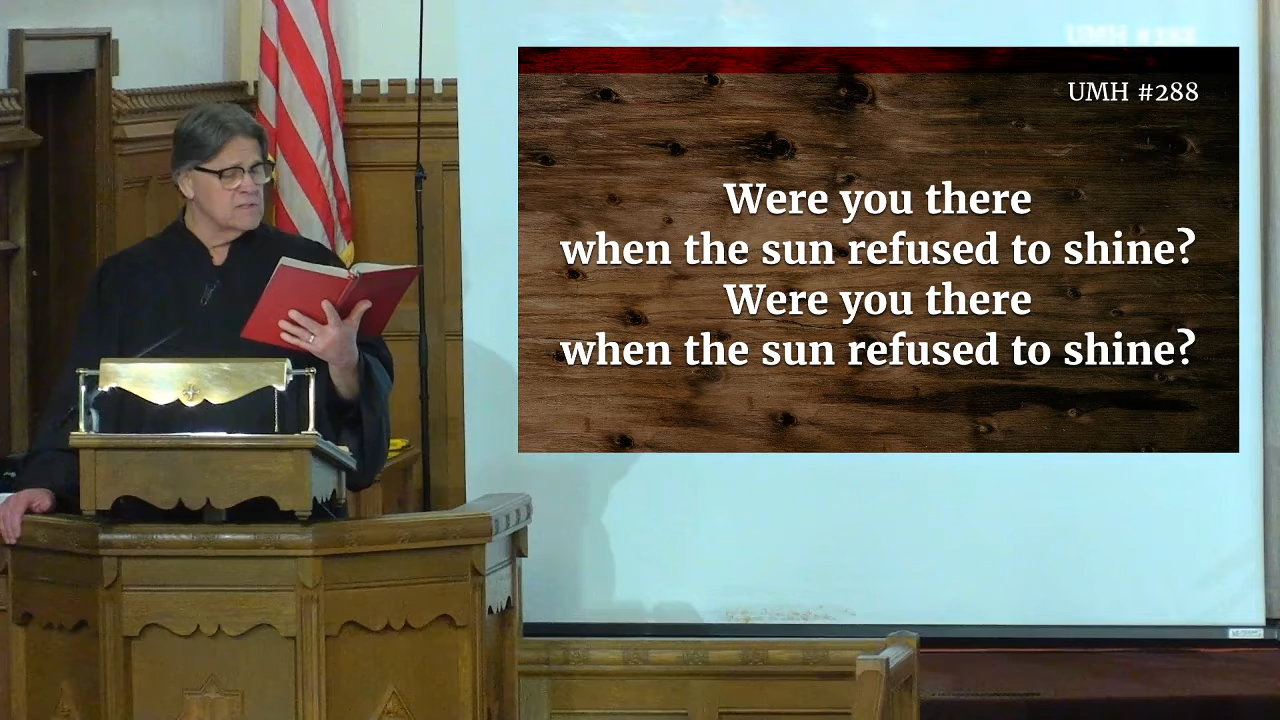 UMH #288
Were you there
when the sun refused to shine?
Were you there
when the sun refused to shine?